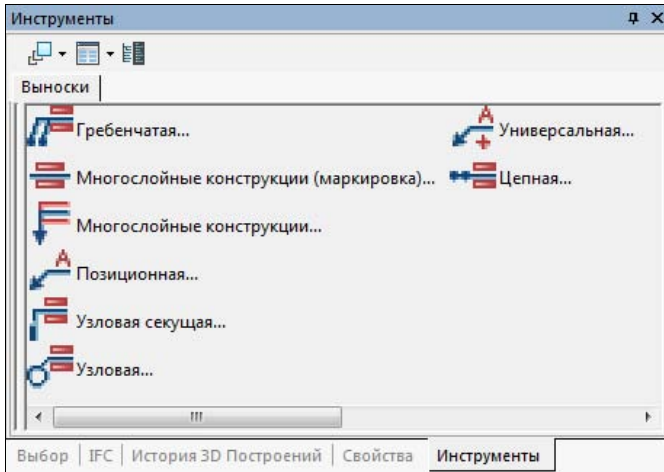 Инструменты
Выноски
Гребенчатая...
Универсальная...
Многослойные конструкции (маркировка)...
Цепная...
Многослойные конструкции...
Позиционная...
Узловая секущая...
Узловая...
Выбор | IFC | История 3D Построений | Свойства | Инструменты